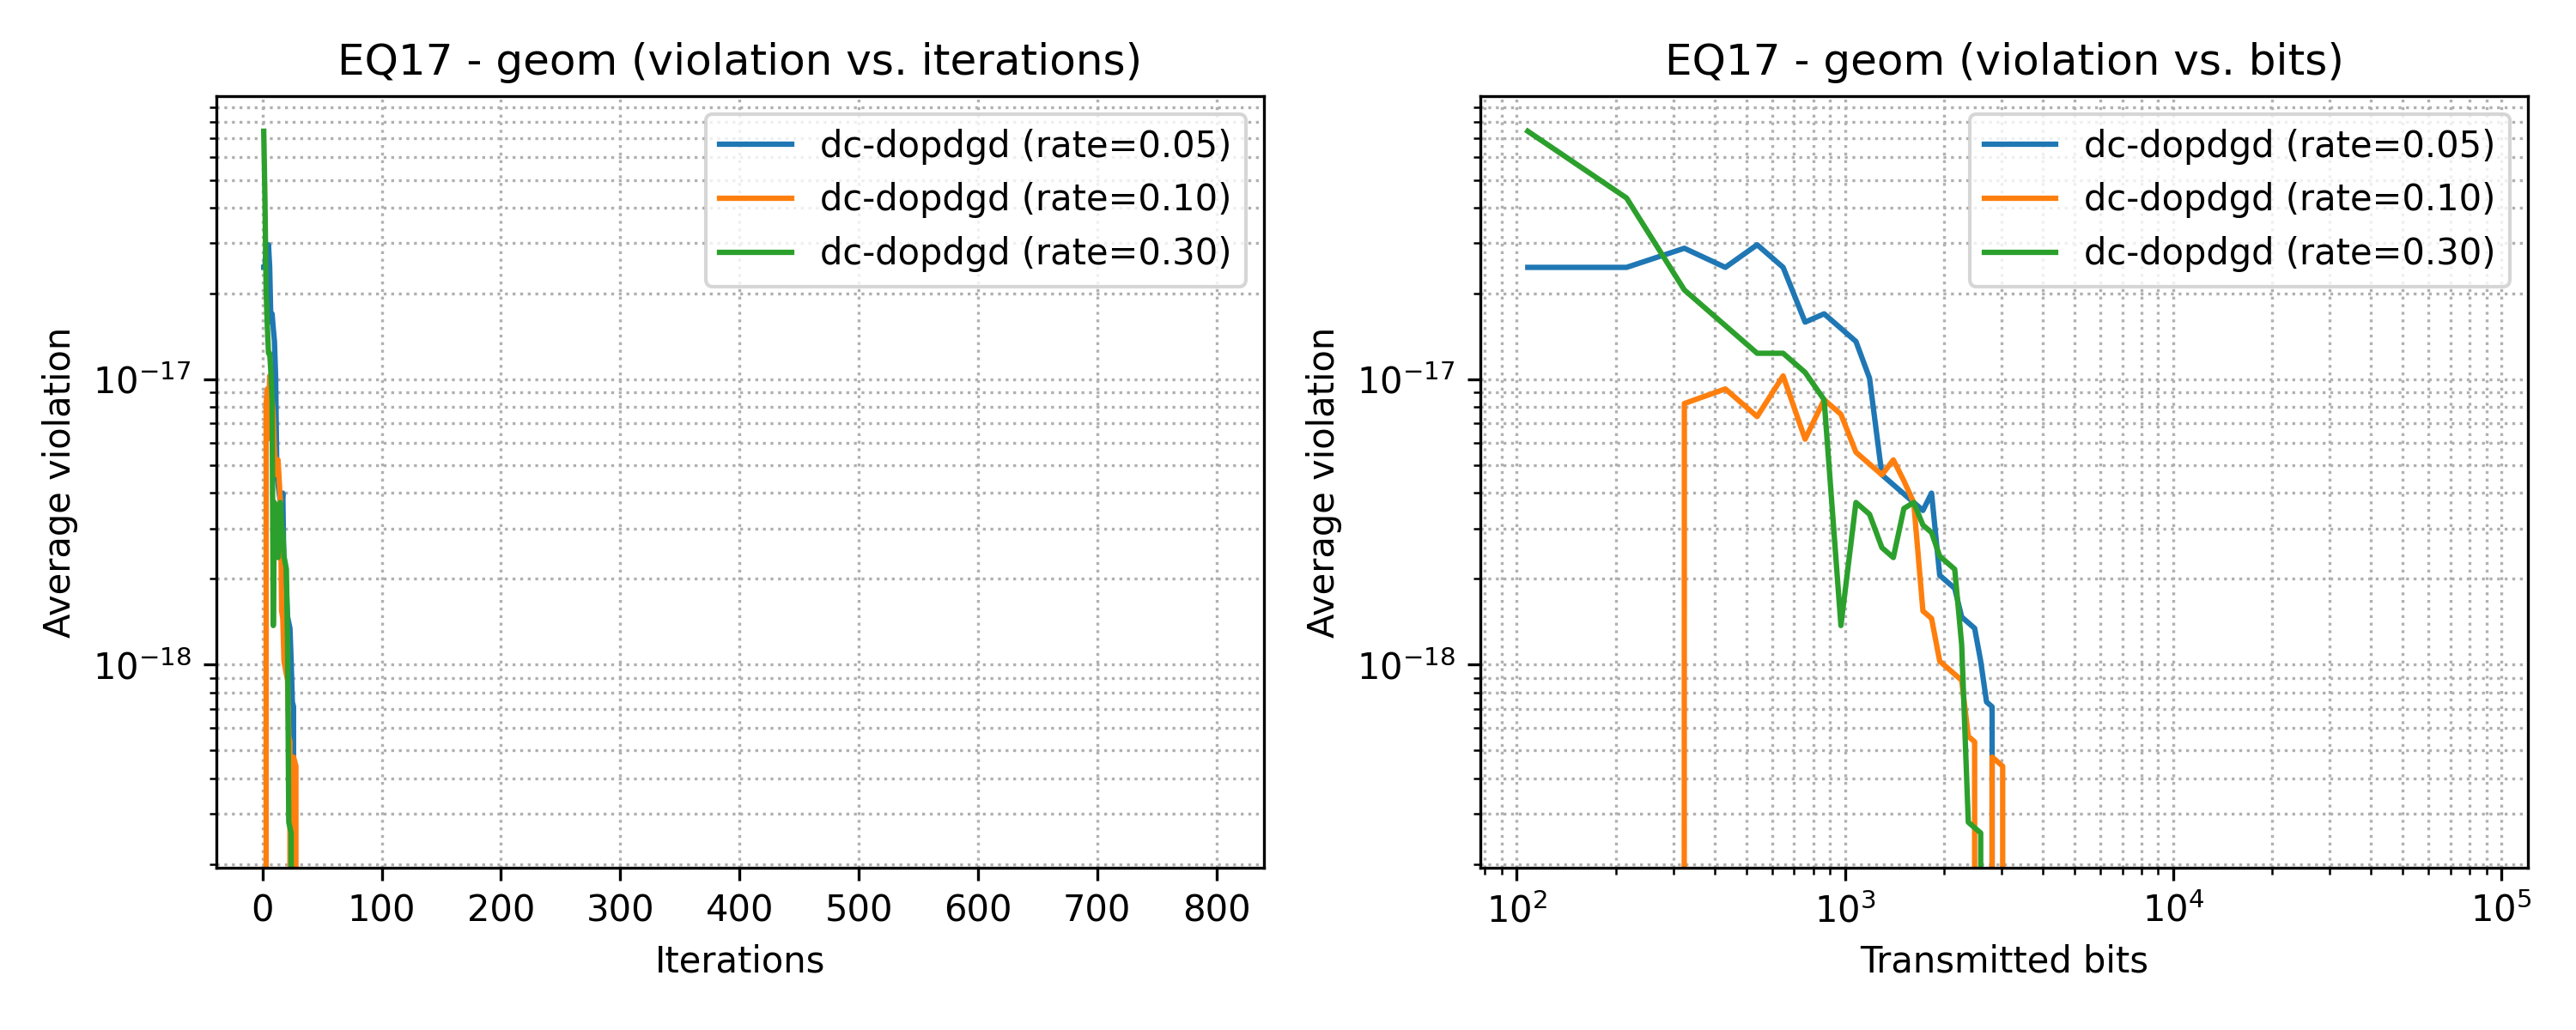 EQ17 - geom (violation vs. iterations)
dc-dopdgd (rate=0.05)
dc-dopdgd (rate=0.10)
dc-dopdgd (rate=0.30)
Average violation
10⁻¹⁷
10⁻¹⁸
0 100 200 300 400 500 600 700 800
Iterations
EQ17 - geom (violation vs. bits)
dc-dopdgd (rate=0.05)
dc-dopdgd (rate=0.10)
dc-dopdgd (rate=0.30)
Average violation
10⁻¹⁷
10⁻¹⁸
10² 10³ 10⁴ 10⁵
Transmitted bits